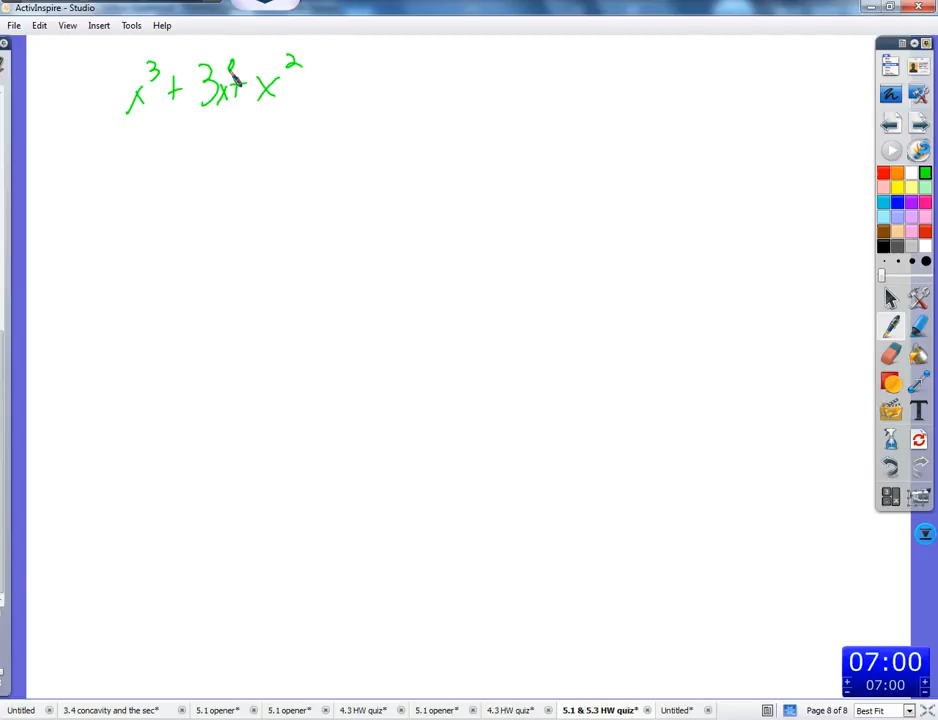 ActivInspire - Studio
File Edit View Insert Tools Help
x³ + 3x + x²
07:00
07:00
Untitled 3.4 concavity and the sec* 5.1 opener* 5.1 opener* 4.3 HW quiz* 5.1 opener* 4.3 HW quiz* 5.1 & 5.3 HW quiz* Untitled* Page 8 of 8 Best Fit